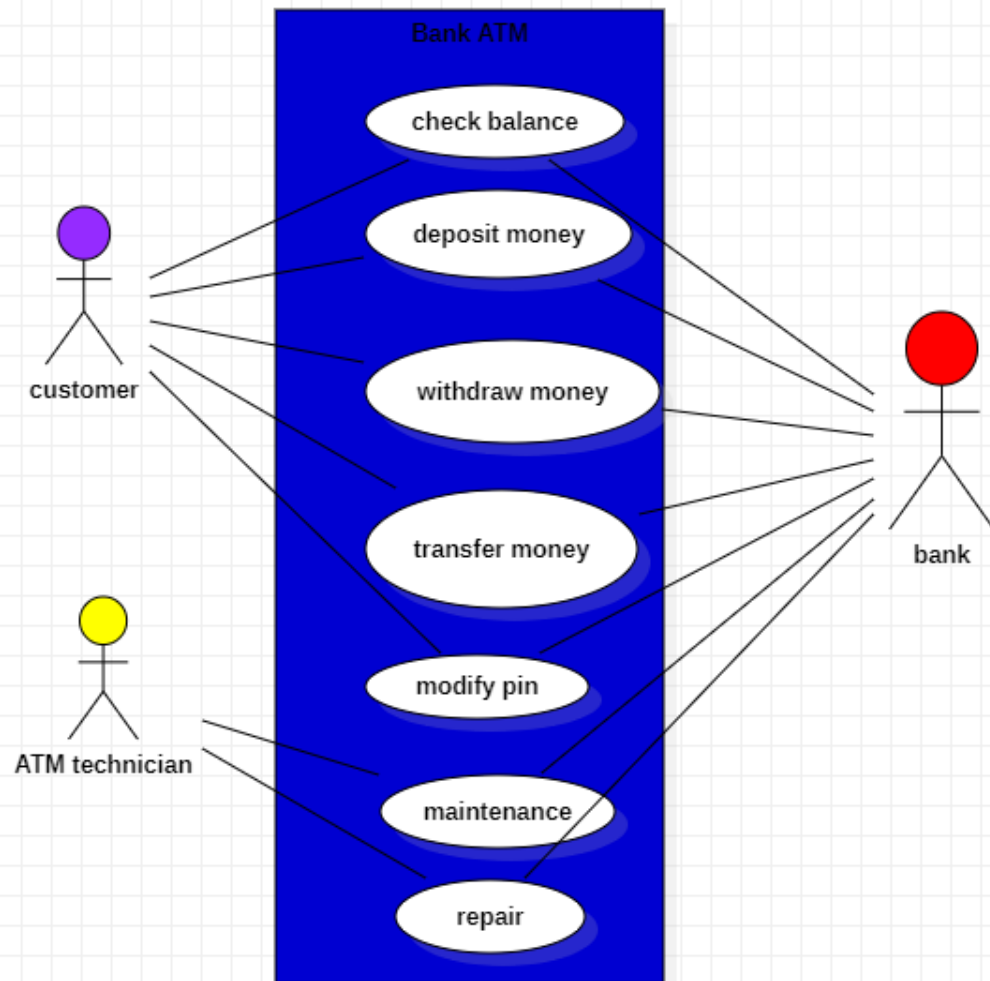 Bank ATM
check balance
deposit money
customer
withdraw money
transfer money
bank
modify pin
ATM technician
maintenance
repair